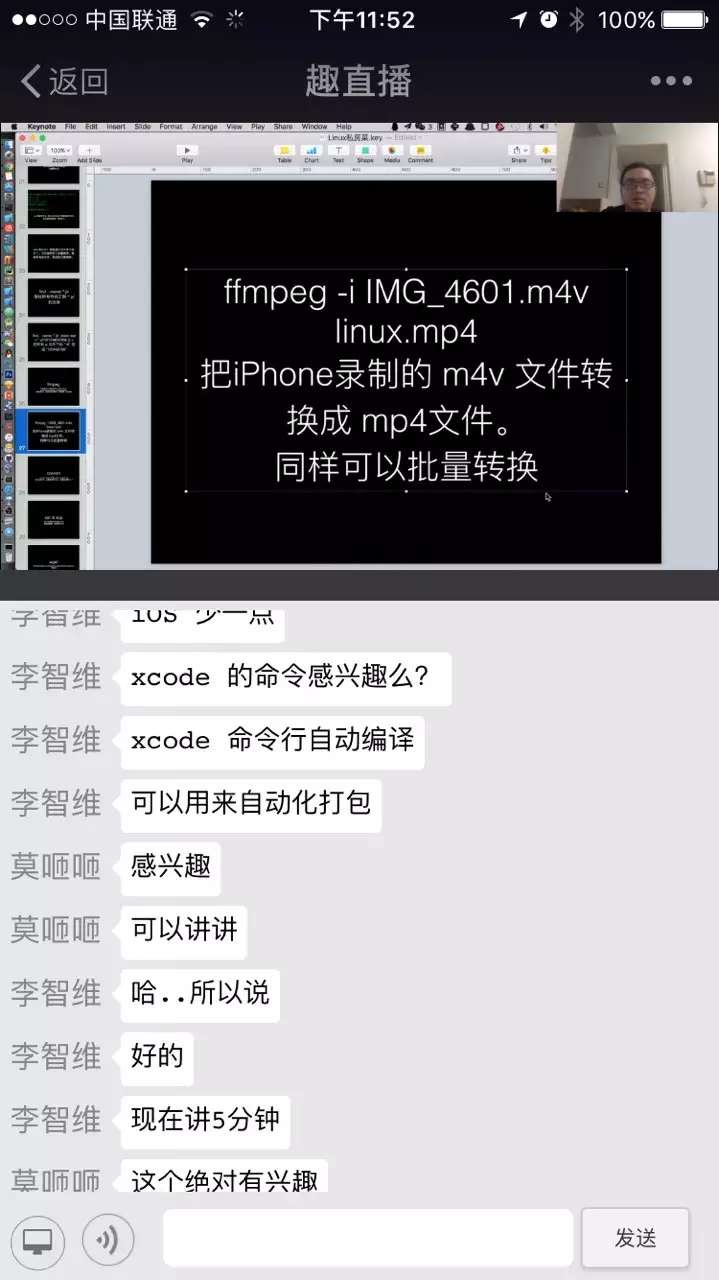 中国联通
下午11:52
100%
返回
趣直播
Keynote File Edit Insert Slide Format Arrange View Play Share Window Help
Linux私房菜.key
View Zoom Add Slide
100%
Play
Table Chart Text Shape Media Comment
Share Tips
ffmpeg -i IMG_4601.m4v
linux.mp4
把iPhone录制的 m4v 文件转
换成 mp4文件。
同样可以批量转换
李智维 ios 少一点
李智维 xcode 的命令感兴趣么?
李智维 xcode 命令行自动编译
李智维 可以用来自动化打包
莫咂咂 感兴趣
莫咂咂 可以讲讲
李智维 哈..所以说
李智维 好的
李智维 现在讲5分钟
莫咂咂 这个绝对有兴趣
发送